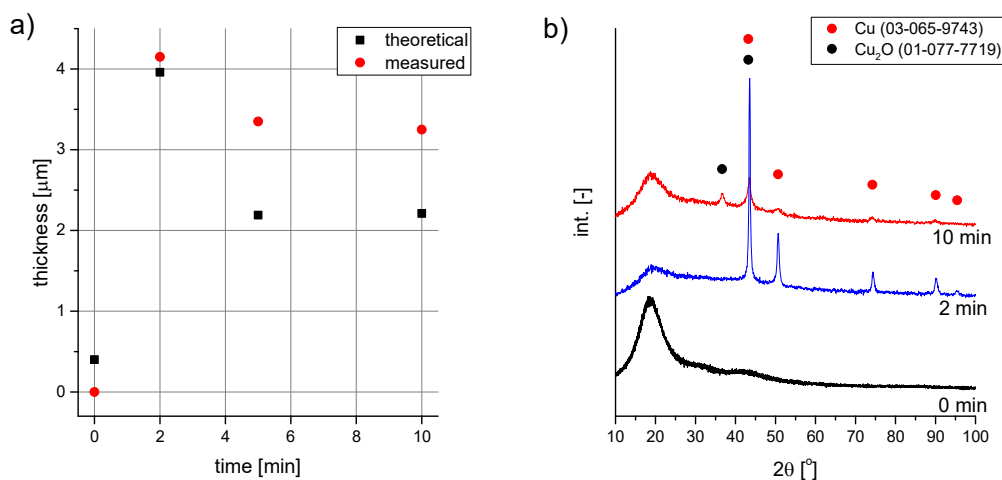 a)
theoretical
measured
4
3
2
1
0
thickness [μm]
0 2 4 6 8 10
time [min]
b)
Cu (03-065-9743)
Cu₂O (01-077-7719)
int. [-]
10 min
2 min
0 min
10 20 30 40 50 60 70 80 90 100
2θ [°]